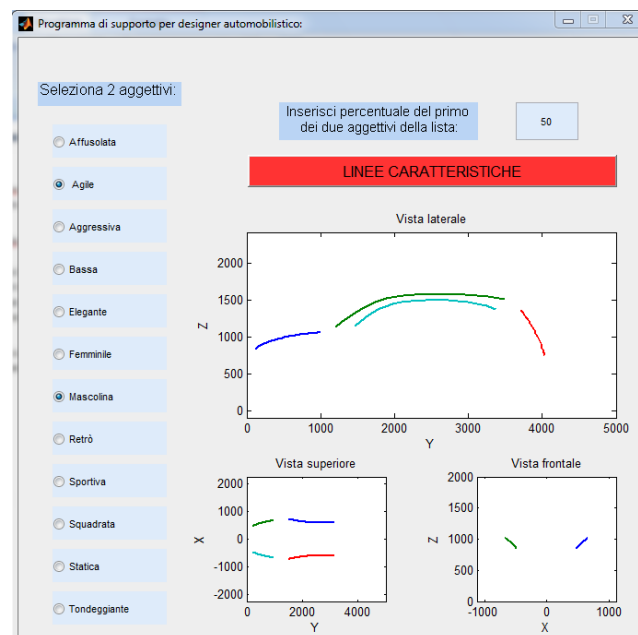 Programma di supporto per designer automobilistico:
Seleziona 2 aggettivi:
Affusolata
Agile
Aggressiva
Bassa
Elegante
Femminile
Mascolina
Retrò
Sportiva
Squadrata
Statica
Tondeggiante
Inserisci percentuale del primo
dei due aggettivi della lista:
50
LINEE CARATTERISTICHE
Vista laterale
2000
1500
1000
500
0
Z
0 1000 2000 3000 4000 5000
Y
Vista superiore
2000
1000
0
-1000
-2000
X
0 2000 4000
Y
Vista frontale
2000
1500
1000
500
0
Z
-1000 0 1000
X